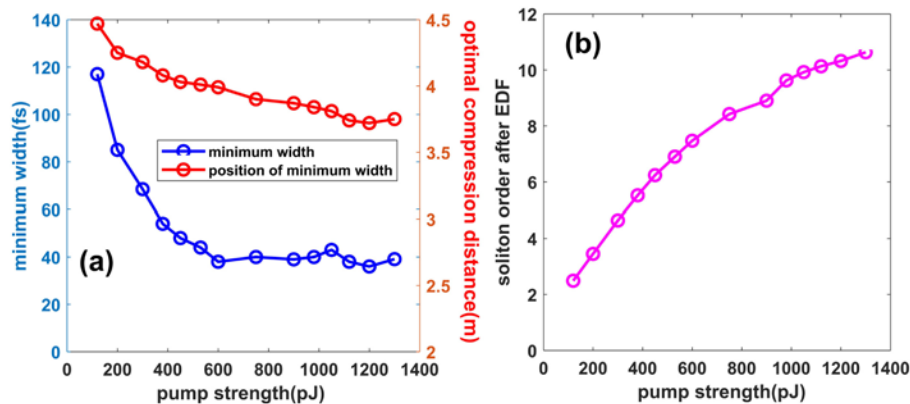 140
120
100
80
60
40
20
0
minimum width(fs)
0 200 400 600 800 1000 1200 1400
pump strength(pJ)
4.5
4
3.5
3
2.5
2
optimal compression distance(m)
minimum width
position of minimum width
(a)
12
10
8
6
4
2
0
soliton order after EDF
0 200 400 600 800 1000 1200 1400
pump strength(pJ)
(b)